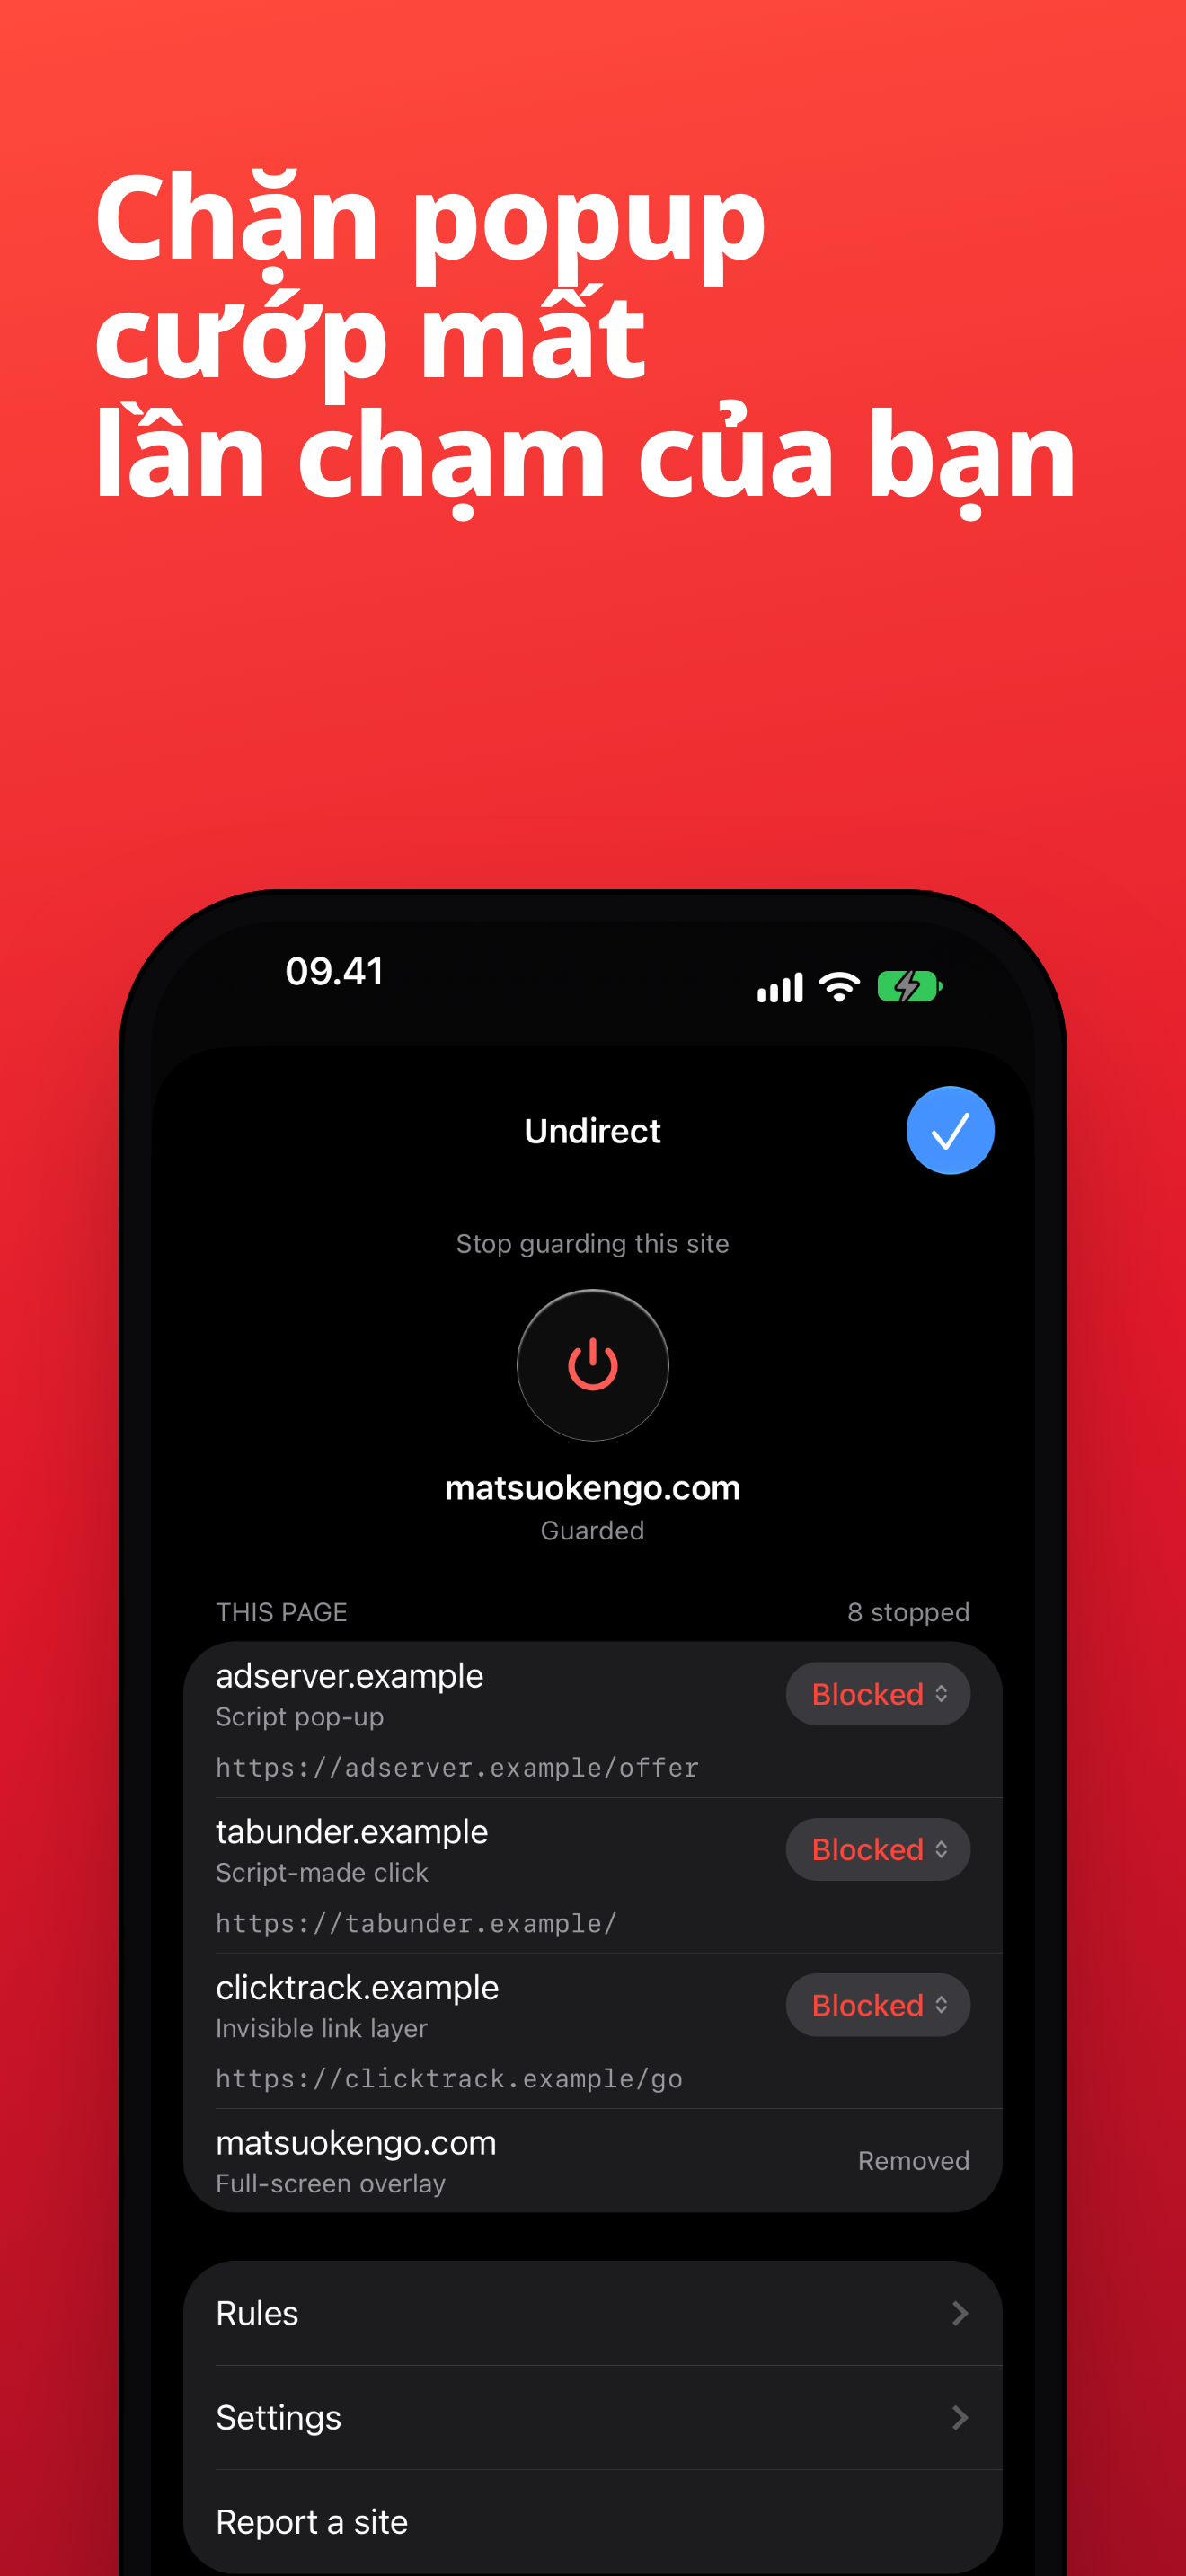 Chặn popup
cướp mất
lần chạm của bạn
09.41
Undirect
Stop guarding this site
matsuokengo.com
Guarded
THIS PAGE 8 stopped
adserver.example Blocked
Script pop-up
https://adserver.example/offer
tabunder.example Blocked
Script-made click
https://tabunder.example/
clicktrack.example Blocked
Invisible link layer
https://clicktrack.example/go
matsuokengo.com Removed
Full-screen overlay
Rules
Settings
Report a site